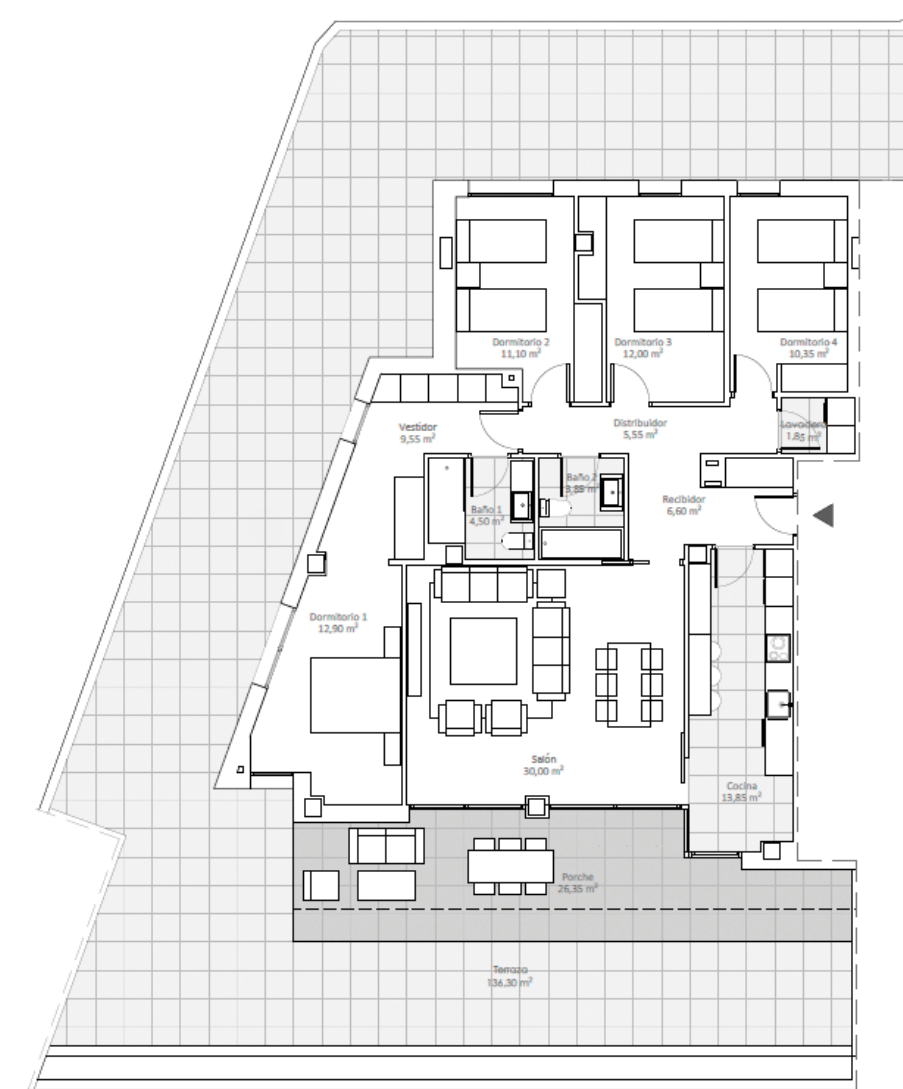 Dormitorio 2
11,10 m²
Dormitorio 3
12,00 m²
Dormitorio 4
10,35 m²
Vestidor
9,55 m²
Distribuidor
5,55 m²
Lavadero
1,85 m²
Baño 1
4,50 m²
Baño 2
3,85 m²
Recibidor
6,60 m²
Dormitorio 1
12,90 m²
Salón
30,00 m²
Cocina
13,85 m²
Porche
26,35 m²
Terraza
136,30 m²